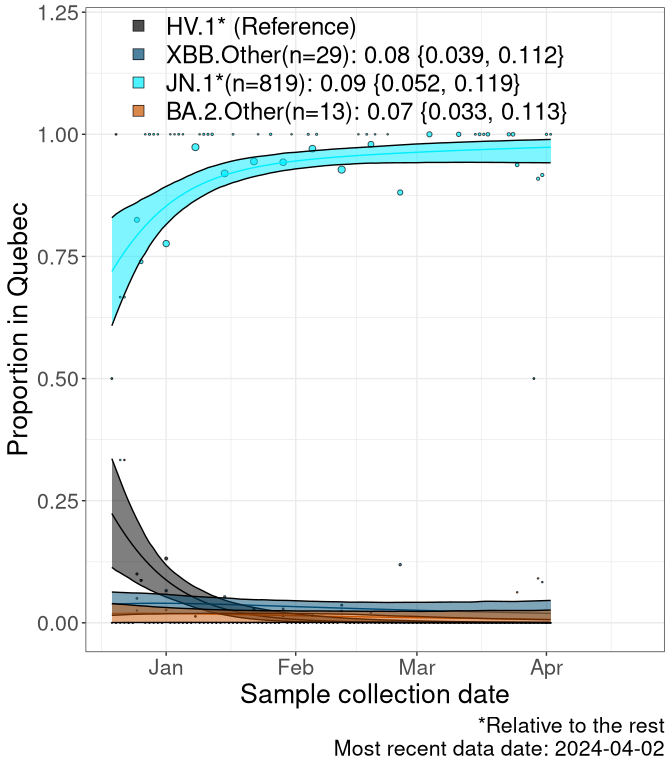 1.25
HV.1* (Reference)
XBB.Other(n=29): 0.08 {0.039, 0.112}
JN.1*(n=819): 0.09 {0.052, 0.119}
BA.2.Other(n=13): 0.07 {0.033, 0.113}
1.00
0.75
0.50
0.25
0.00
Proportion in Quebec
Jan Feb Mar Apr
Sample collection date
*Relative to the rest
Most recent data date: 2024-04-02